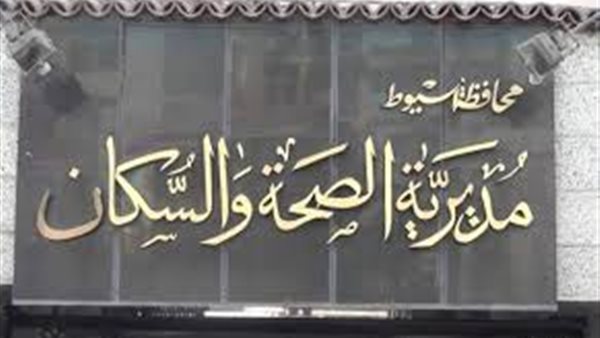 محافظة أسيوط
مديرية الصحة والسكان